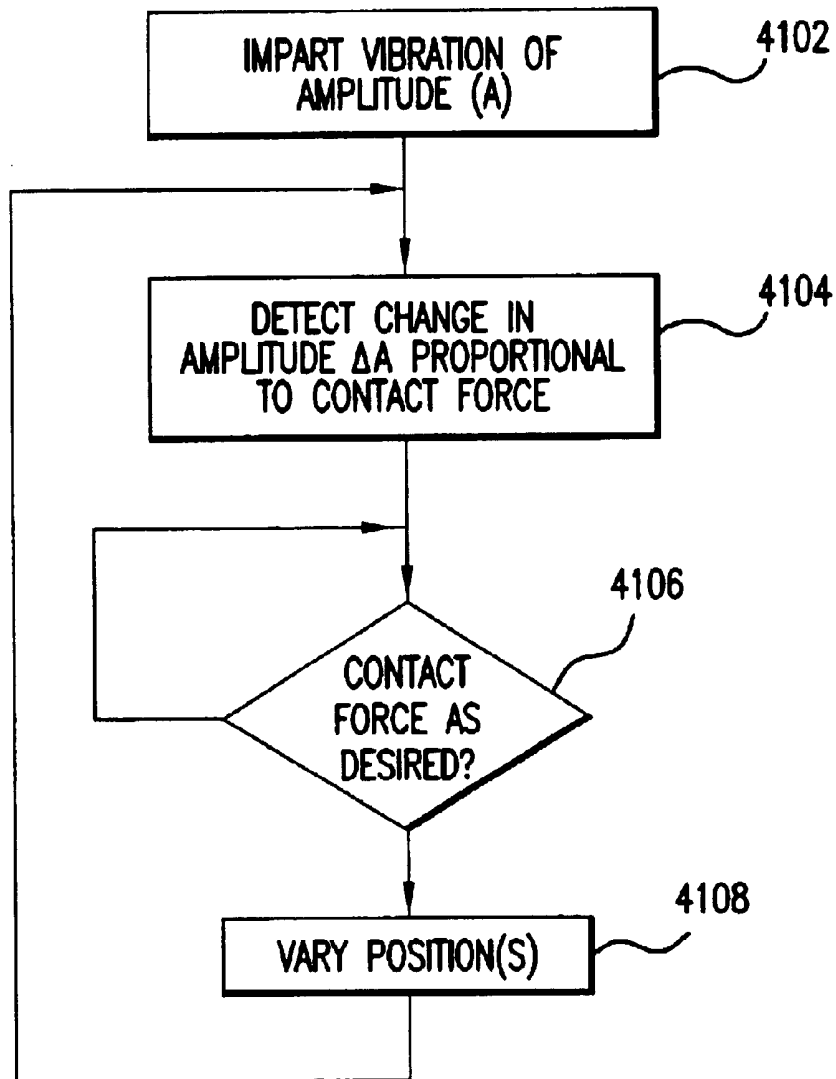 IMPART VIBRATION OF
AMPLITUDE (A)
4102
DETECT CHANGE IN
AMPLITUDE ΔA PROPORTIONAL
TO CONTACT FORCE
4104
CONTACT
FORCE AS
DESIRED?
4106
VARY POSITION(S)
4108